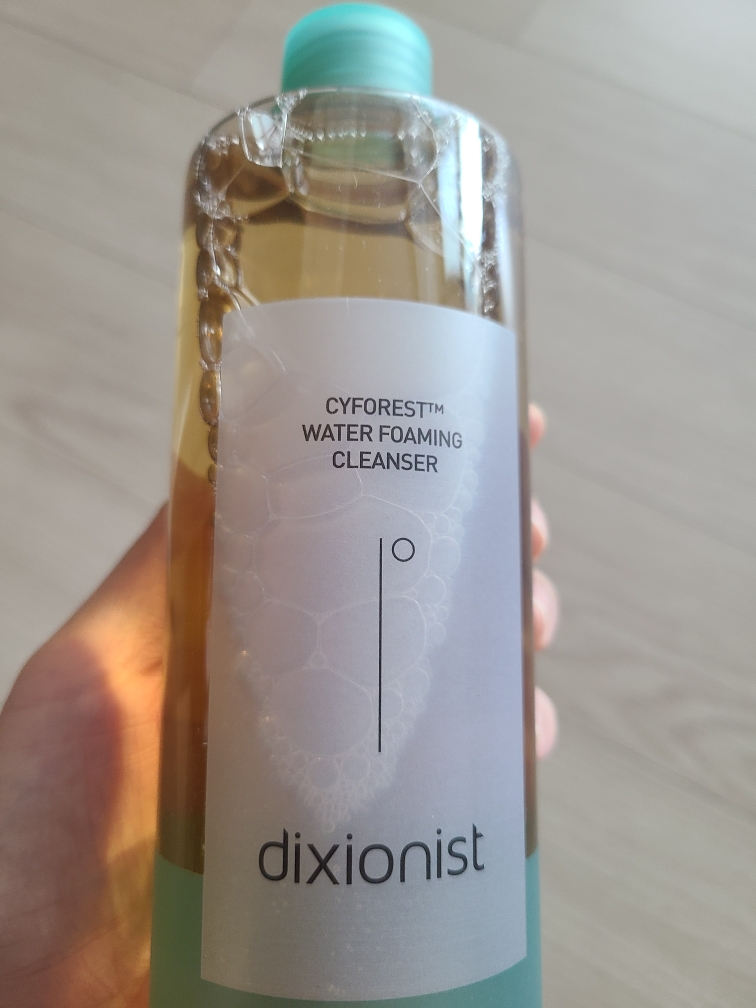 CYFOREST™
WATER FOAMING
CLEANSER
dixionist